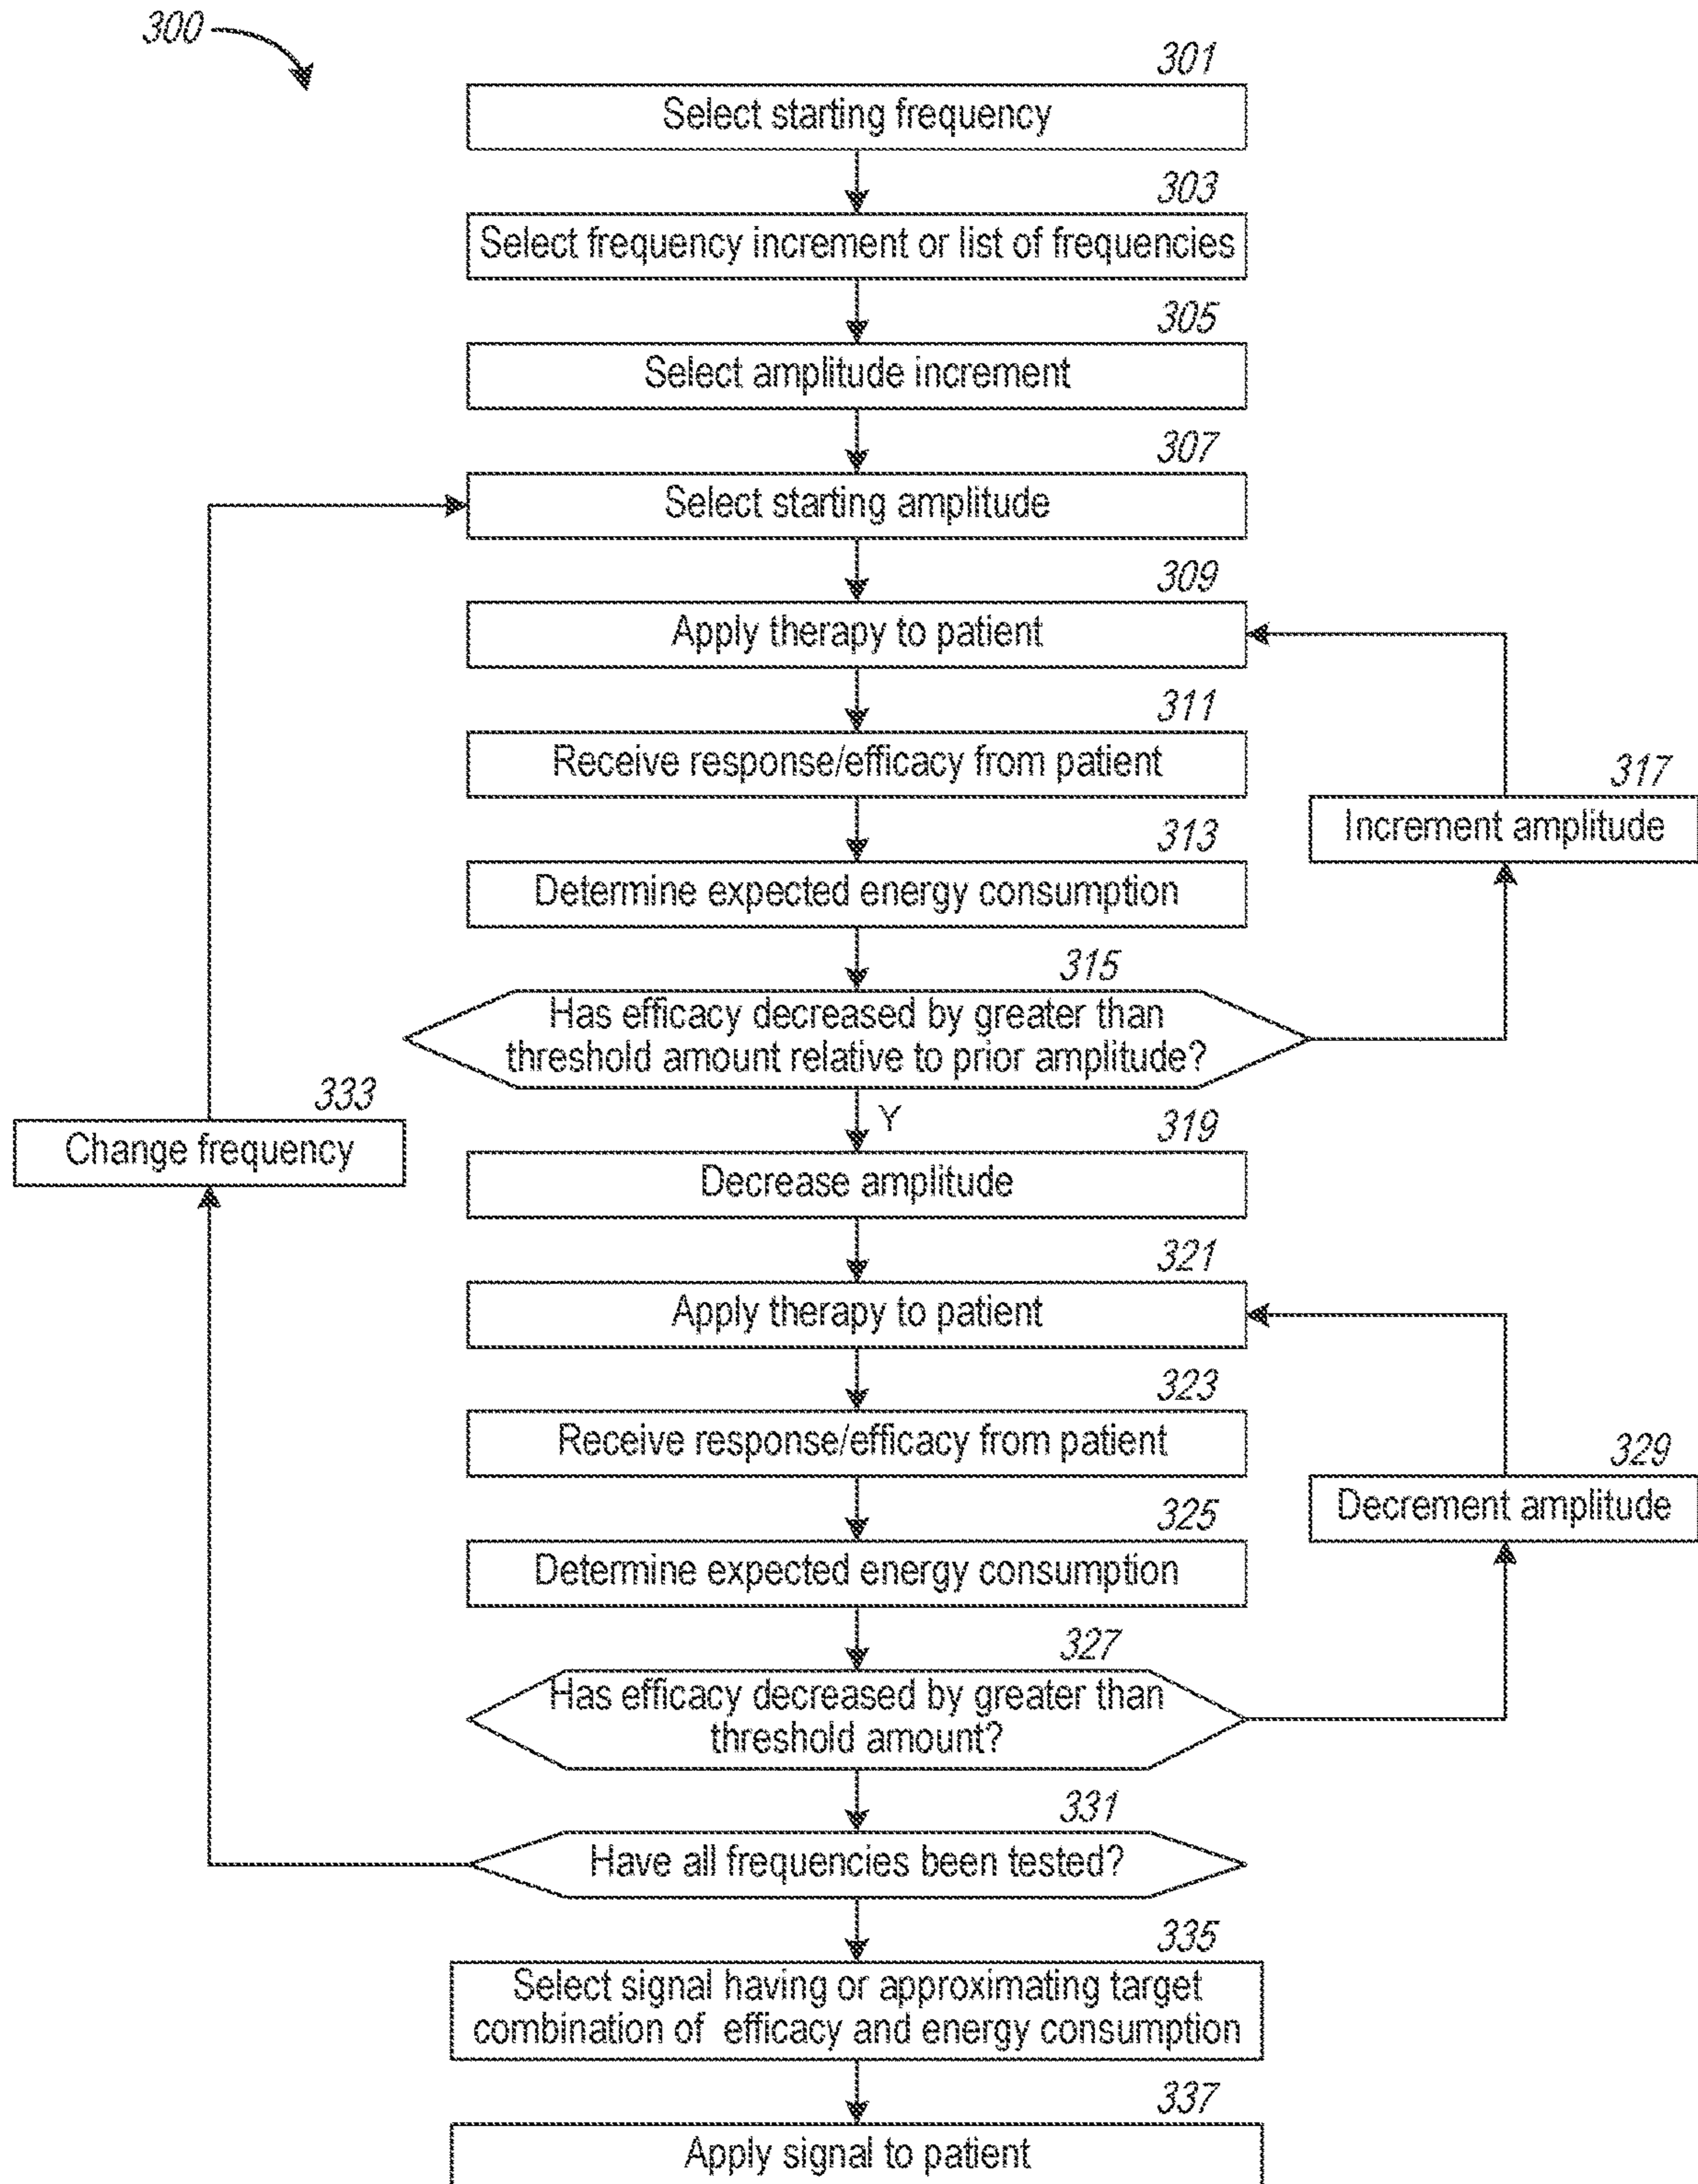 300
301
Select starting frequency
303
Select frequency increment or list of frequencies
305
Select amplitude increment
307
Select starting amplitude
309
Apply therapy to patient
311
Receive response/efficacy from patient
317
Increment amplitude
313
Determine expected energy consumption
315
Has efficacy decreased by greater than
threshold amount relative to prior amplitude?
Y
333
Change frequency
319
Decrease amplitude
321
Apply therapy to patient
323
Receive response/efficacy from patient
329
Decrement amplitude
325
Determine expected energy consumption
327
Has efficacy decreased by greater than
threshold amount?
331
Have all frequencies been tested?
335
Select signal having or approximating target
combination of efficacy and energy consumption
337
Apply signal to patient